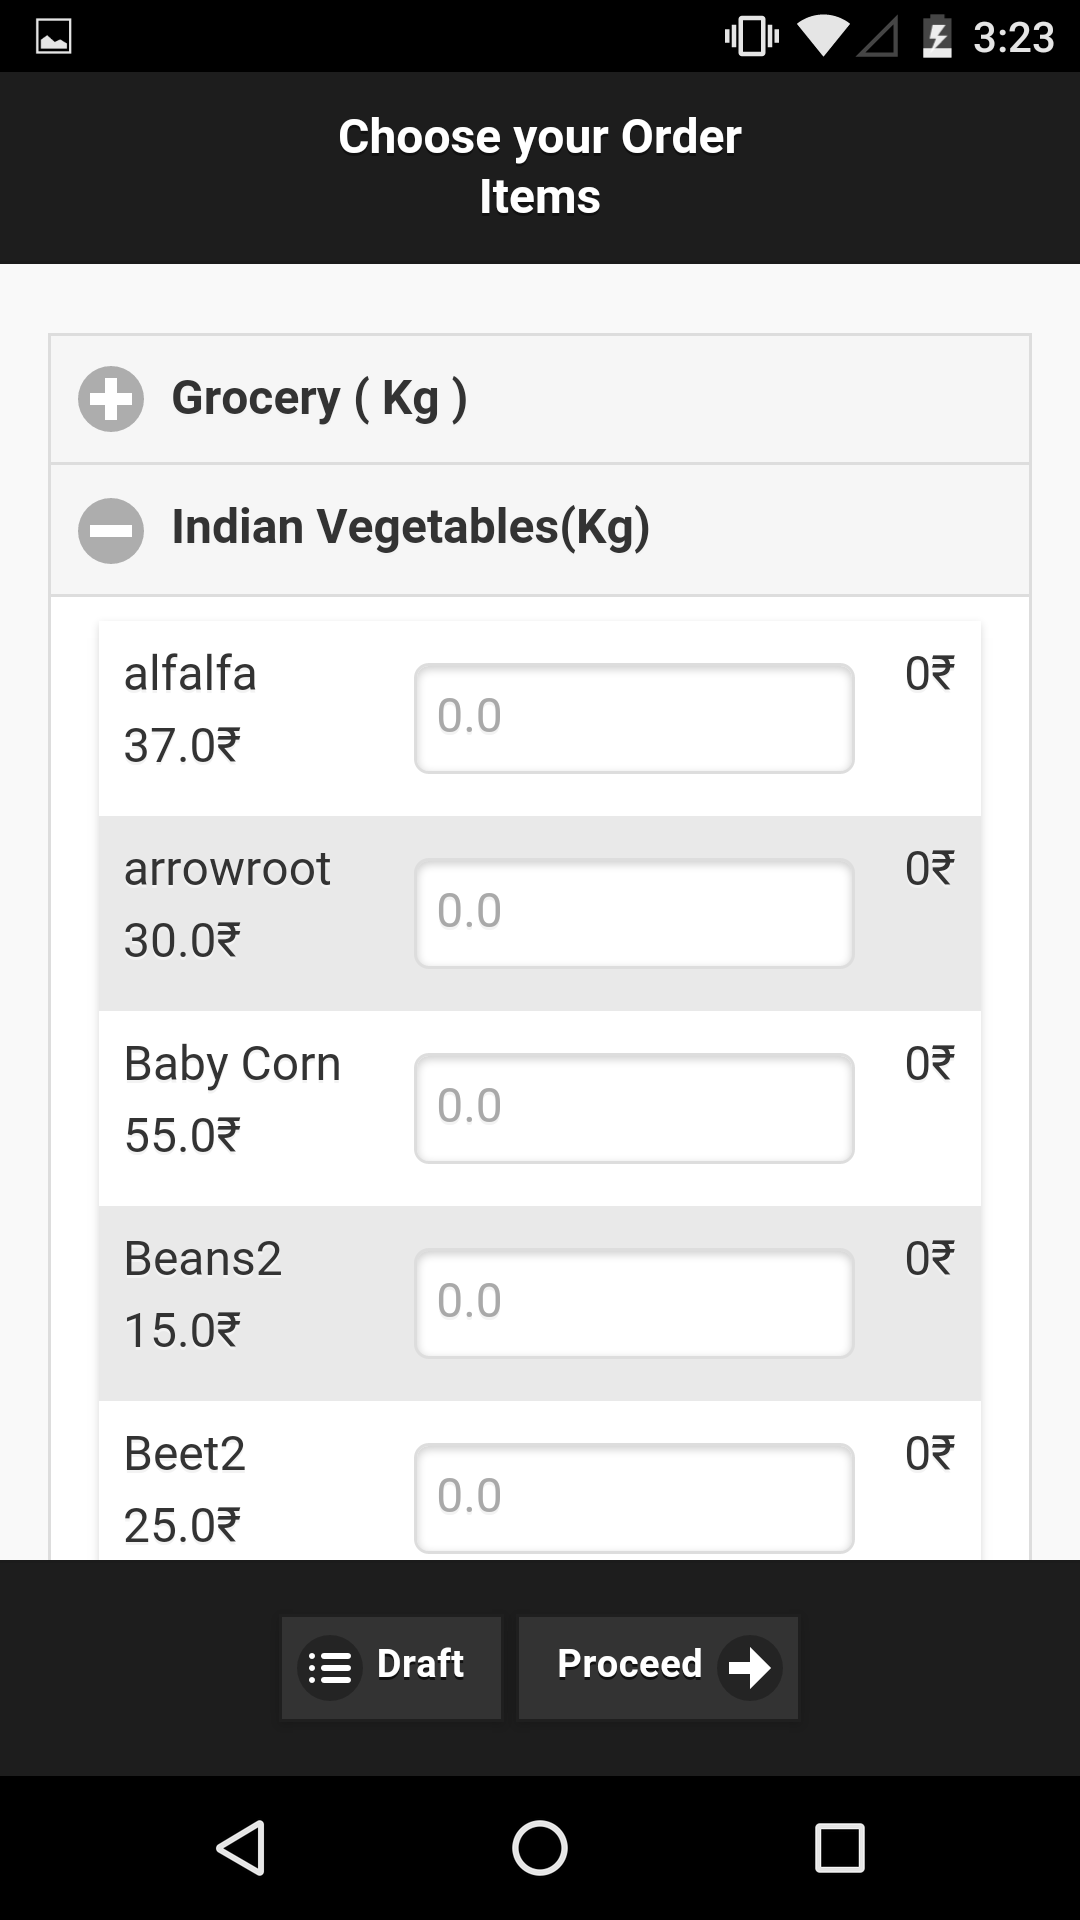 3:23
Choose your Order
Items
Grocery ( Kg )
Indian Vegetables(Kg)
alfalfa
0.0
0₹
37.0₹
arrowroot
0.0
0₹
30.0₹
Baby Corn
0.0
0₹
55.0₹
Beans2
0.0
0₹
15.0₹
Beet2
0.0
0₹
25.0₹
Draft
Proceed